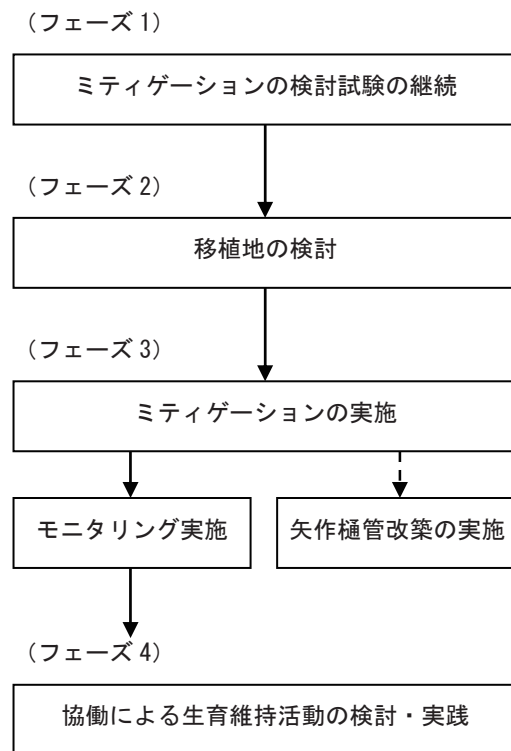 （フェーズ 1）
ミティゲーションの検討試験の継続
（フェーズ 2）
移植地の検討
（フェーズ 3）
ミティゲーションの実施
モニタリング実施
矢作樋管改築の実施
（フェーズ 4）
協働による生育維持活動の検討・実践